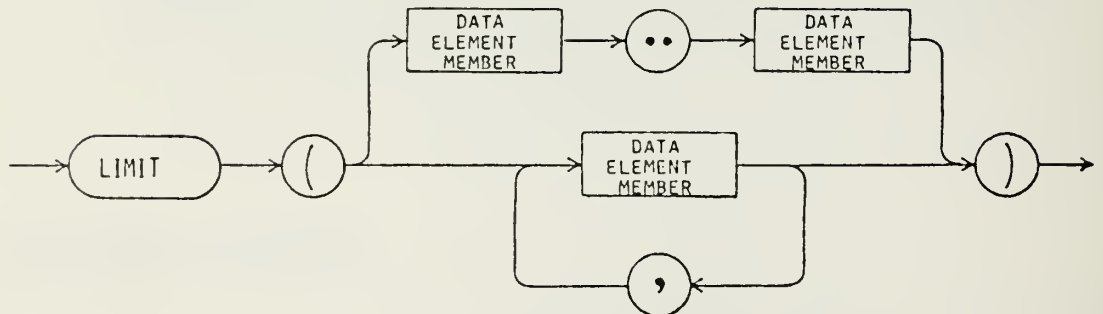 DATA
ELEMENT
MEMBER
..
DATA
ELEMENT
MEMBER
LIMIT
(
DATA
ELEMENT
MEMBER
)
,